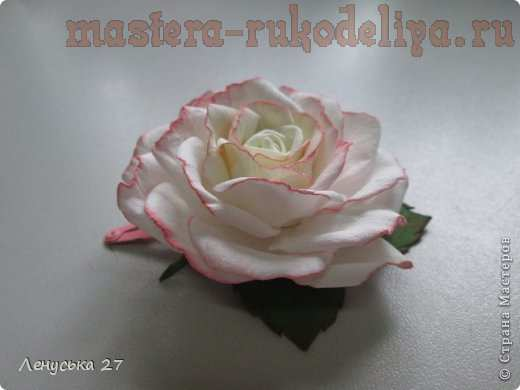 mastera-rukodeliya.ru
Ленуська 27
© Страна Мастеров